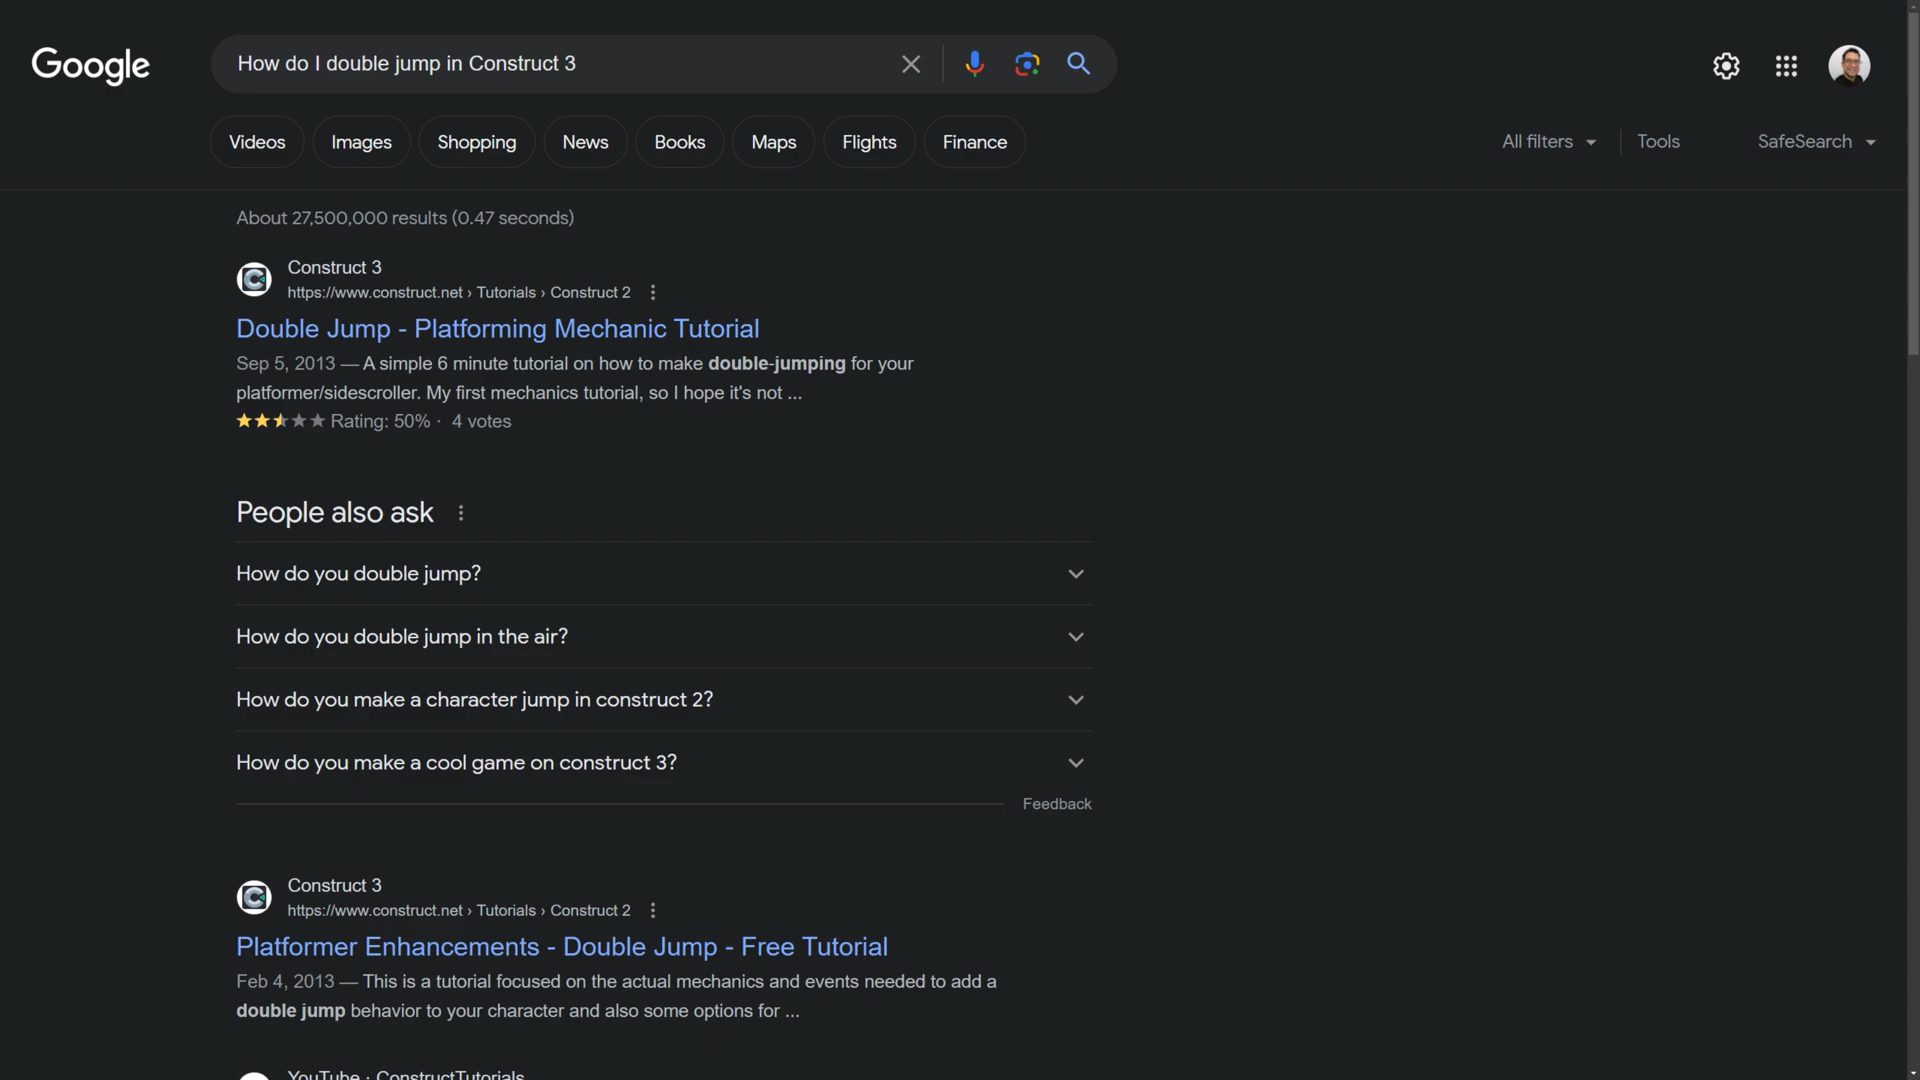 Google
How do I double jump in Construct 3
Videos
Images
Shopping
News
Books
Maps
Flights
Finance
All filters
Tools
SafeSearch
About 27,500,000 results (0.47 seconds)
Construct 3
https://www.construct.net › Tutorials › Construct 2
Double Jump - Platforming Mechanic Tutorial
Sep 5, 2013 — A simple 6 minute tutorial on how to make double-jumping for your
platformer/sidescroller. My first mechanics tutorial, so I hope it's not ...
Rating: 50% · 4 votes
People also ask
How do you double jump?
How do you double jump in the air?
How do you make a character jump in construct 2?
How do you make a cool game on construct 3?
Feedback
Construct 3
https://www.construct.net › Tutorials › Construct 2
Platformer Enhancements - Double Jump - Free Tutorial
Feb 4, 2013 — This is a tutorial focused on the actual mechanics and events needed to add a
double jump behavior to your character and also some options for ...
YouTube · ConstructTutorials